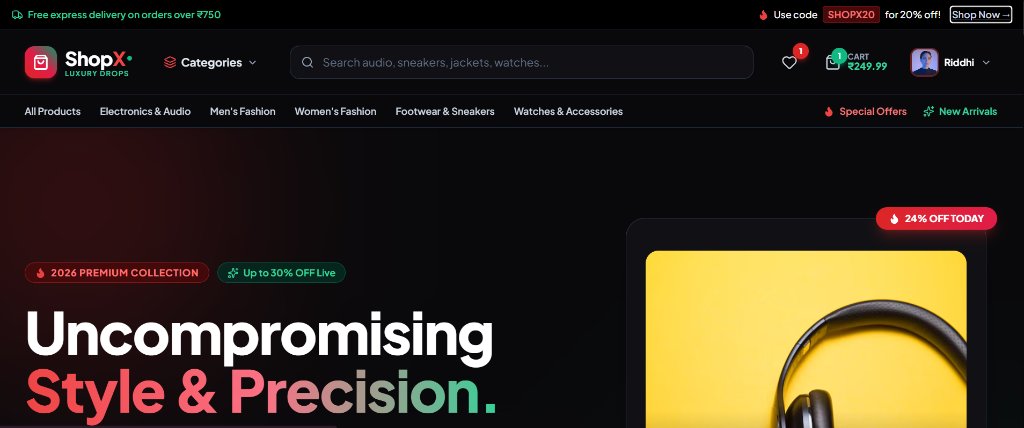 Free express delivery on orders over ₹750
Use code SHOPX20 for 20% off! Shop Now →
ShopX
LUXURY DROPS
Categories
Search audio, sneakers, jackets, watches...
1
1
CART
₹249.99
Riddhi
All Products
Electronics & Audio
Men's Fashion
Women's Fashion
Footwear & Sneakers
Watches & Accessories
Special Offers
New Arrivals
24% OFF TODAY
2026 PREMIUM COLLECTION
Up to 30% OFF Live
Uncompromising
Style & Precision.